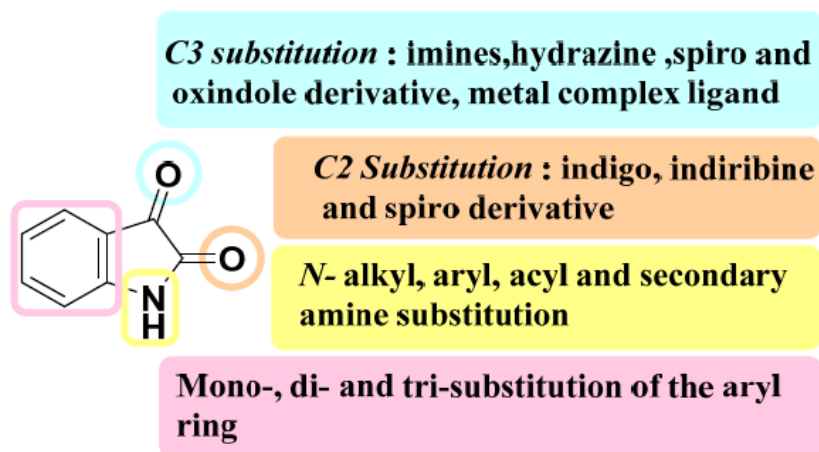 C3 substitution : imines,hydrazine ,spiro and
oxindole derivative, metal complex ligand
O
C2 Substitution : indigo, indiribine
and spiro derivative
O
N- alkyl, aryl, acyl and secondary
amine substitution
N
H
Mono-, di- and tri-substitution of the aryl
ring